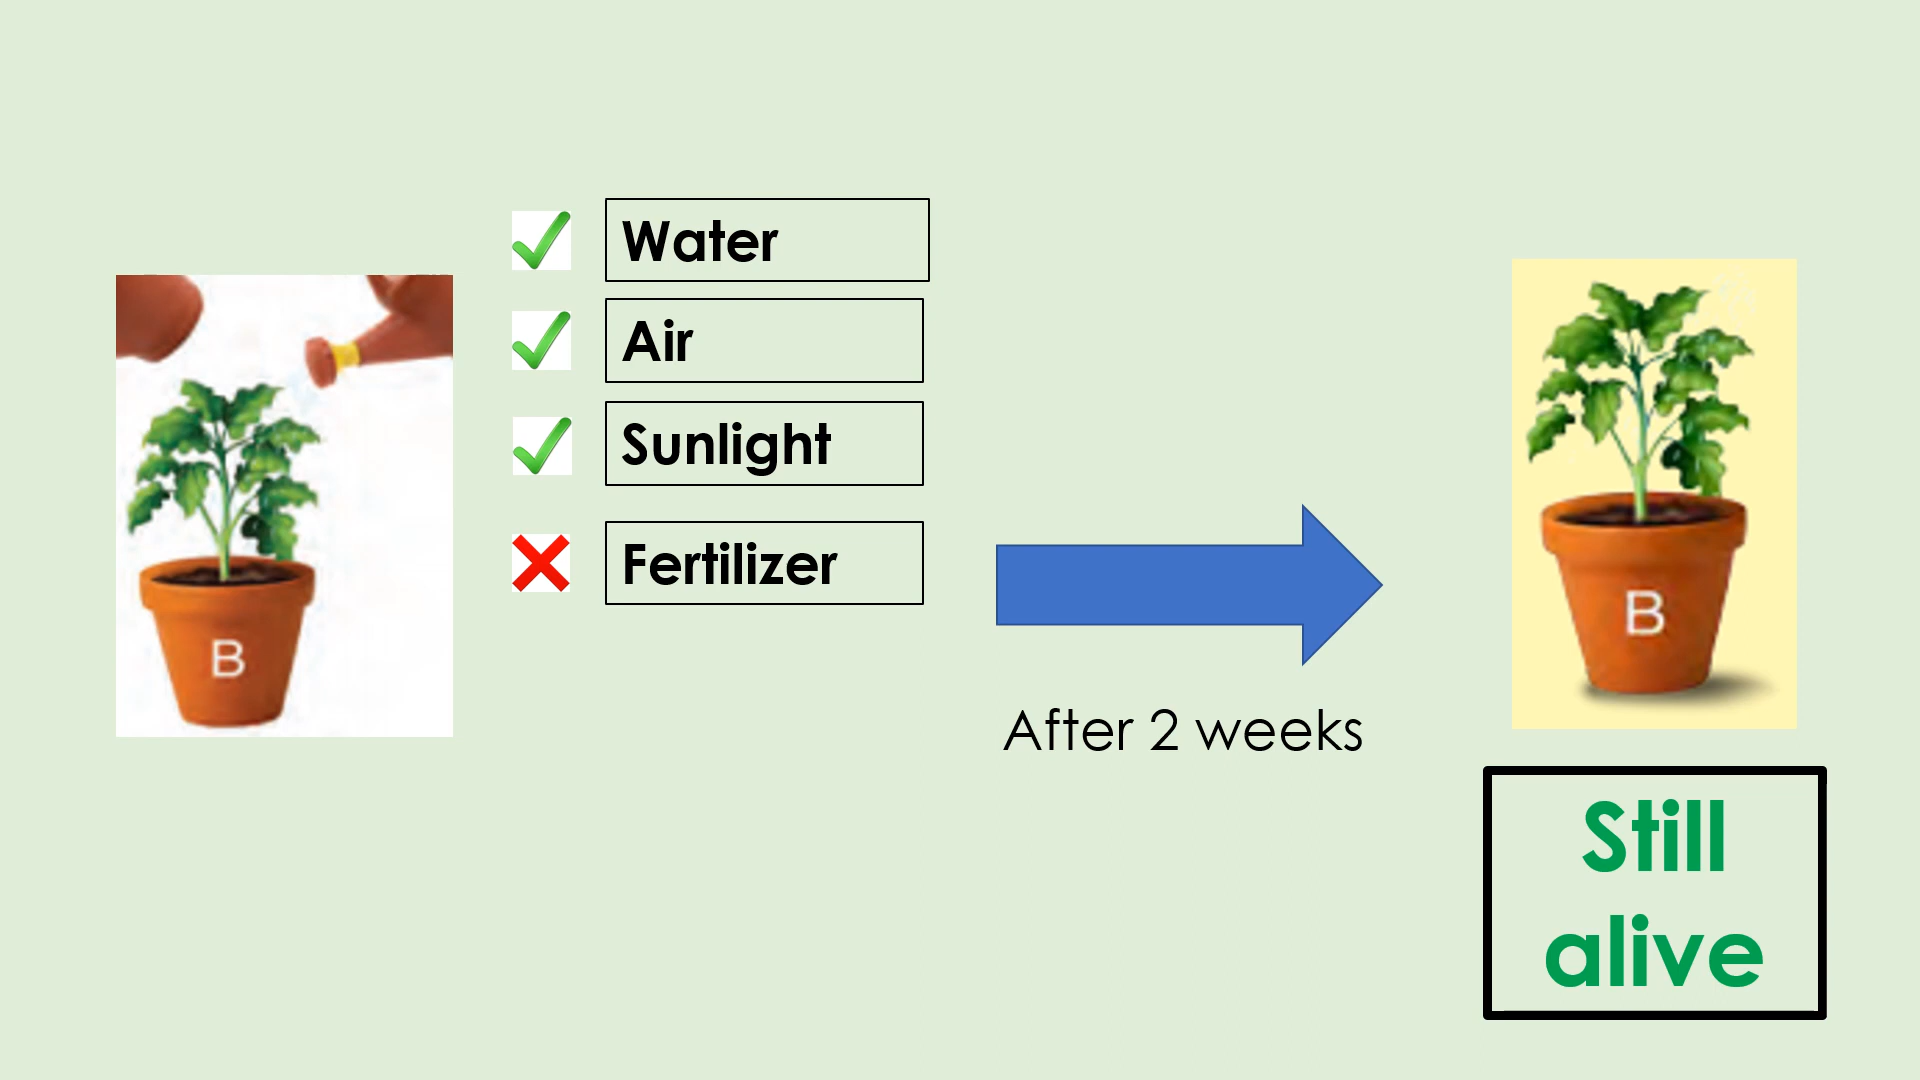 Water
Air
Sunlight
Fertilizer
B
After 2 weeks
B
Still
alive